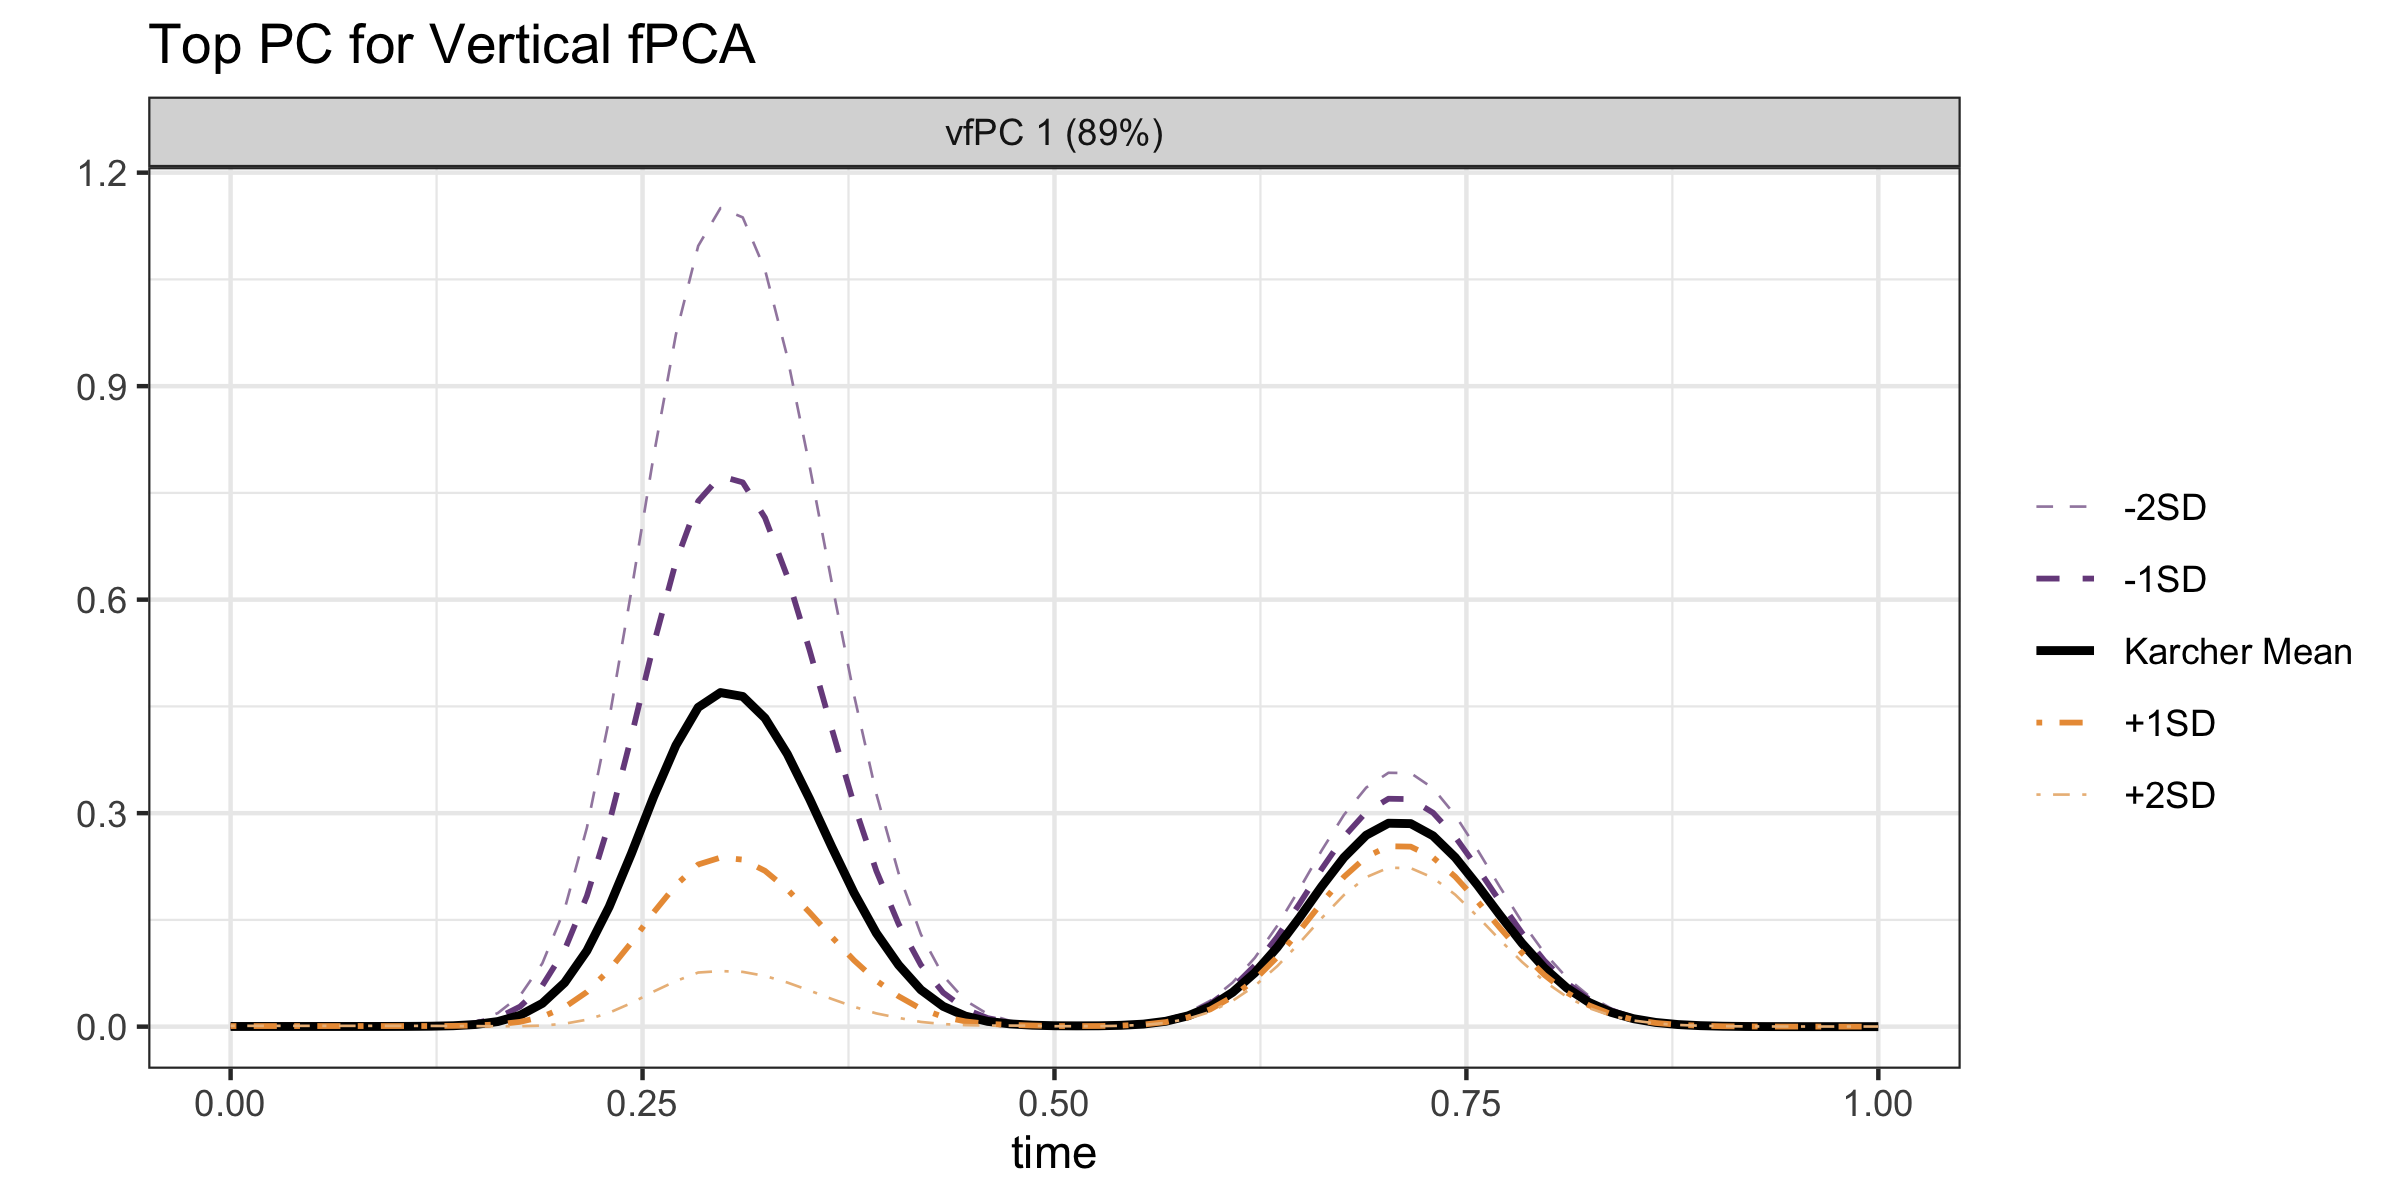 Top PC for Vertical fPCA
vfPC 1 (89%)
1.2
0.9
0.6
0.3
0.0
0.00 0.25 0.50 0.75 1.00
time
-2SD
-1SD
Karcher Mean
+1SD
+2SD